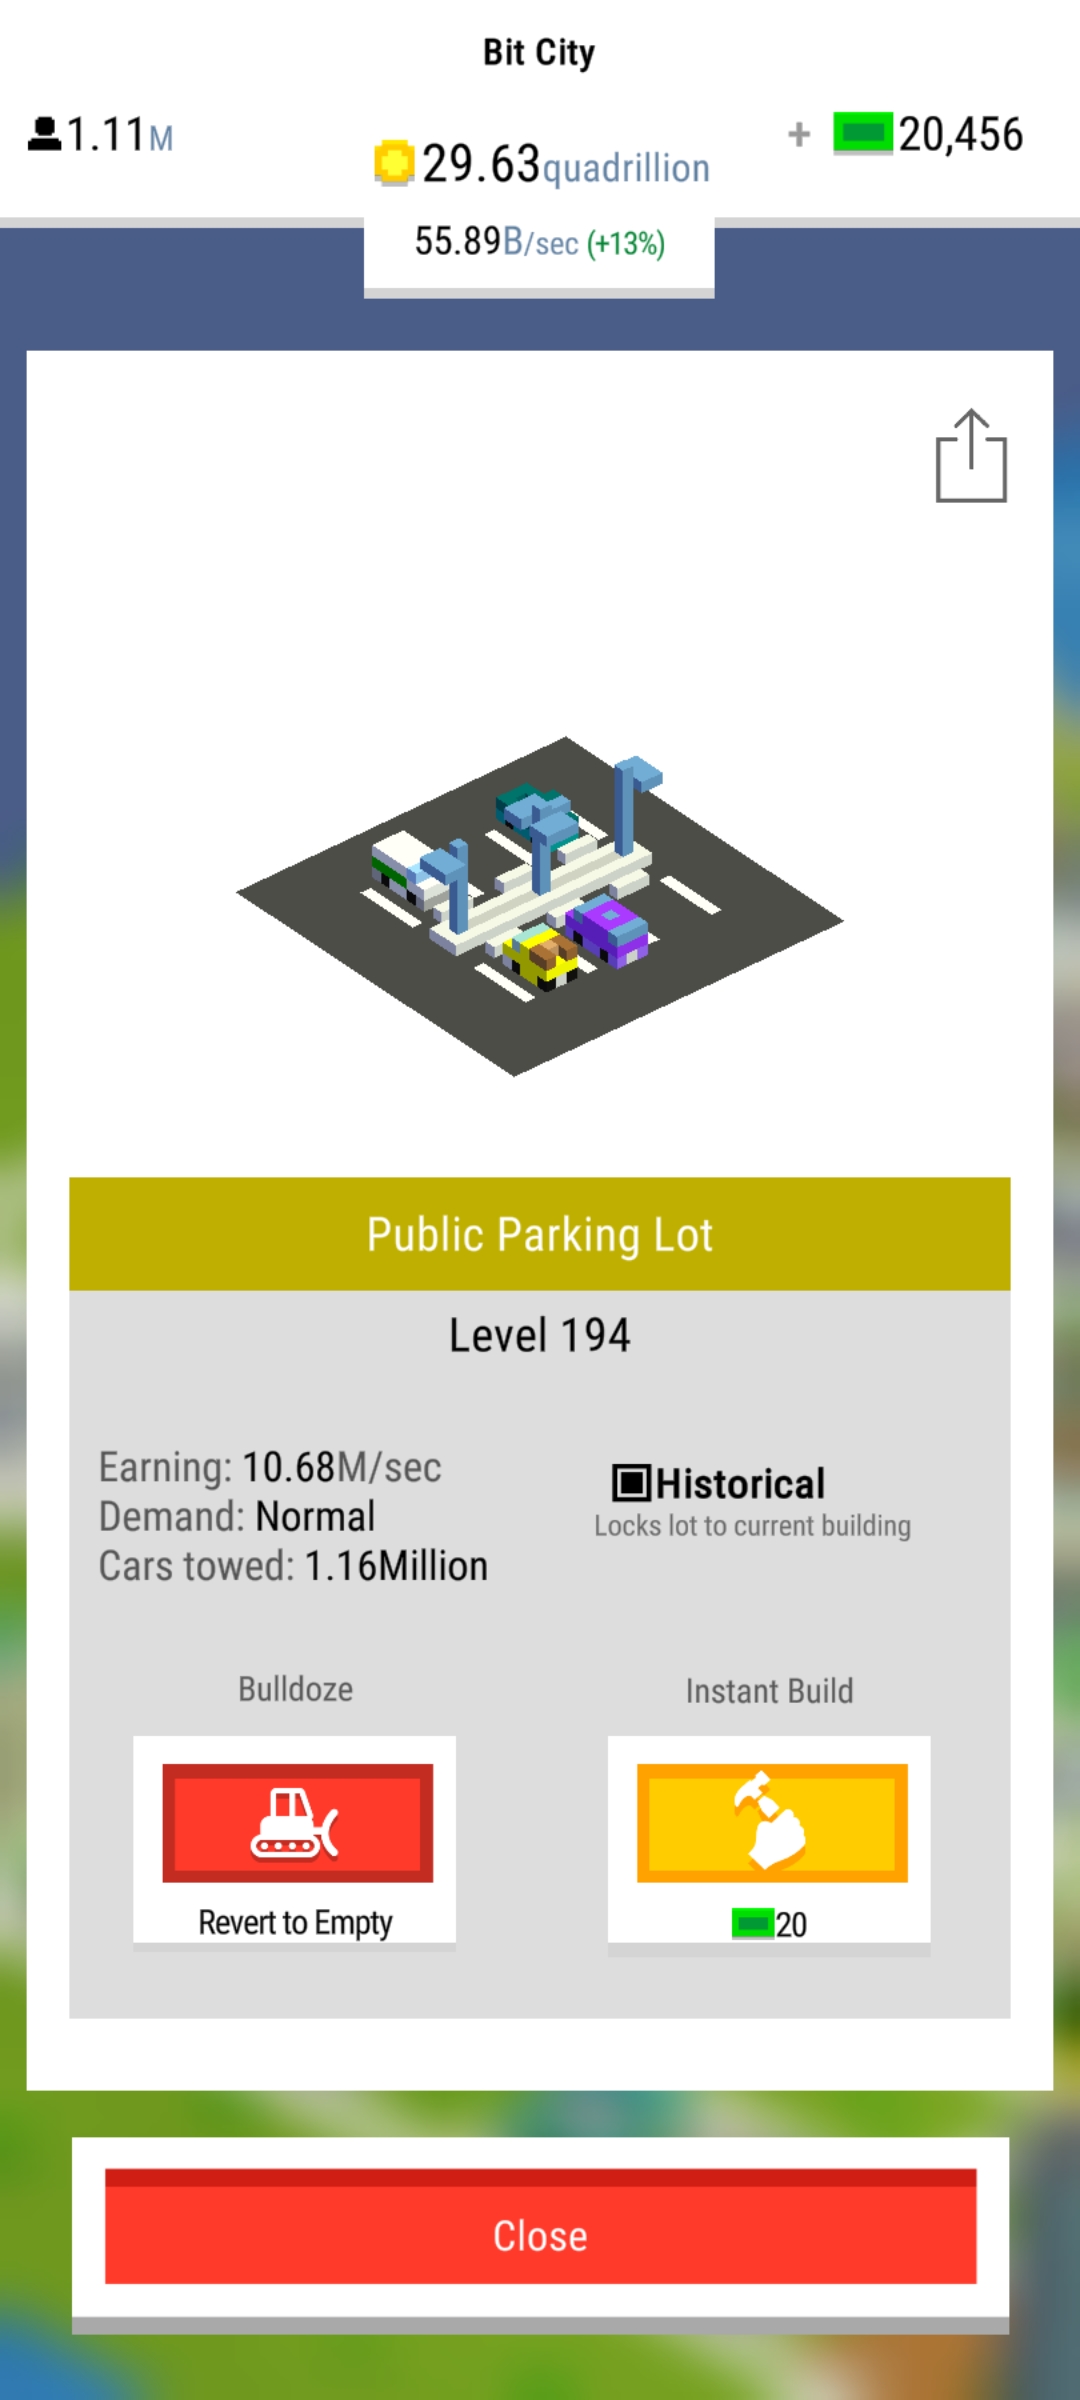 Bit City
1.11M
29.63quadrillion
+ 20,456
55.89B/sec (+13%)
Public Parking Lot
Level 194
Earning: 10.68M/sec
Demand: Normal
Cars towed: 1.16Million
Historical
Locks lot to current building
Bulldoze
Revert to Empty
Instant Build
20
Close